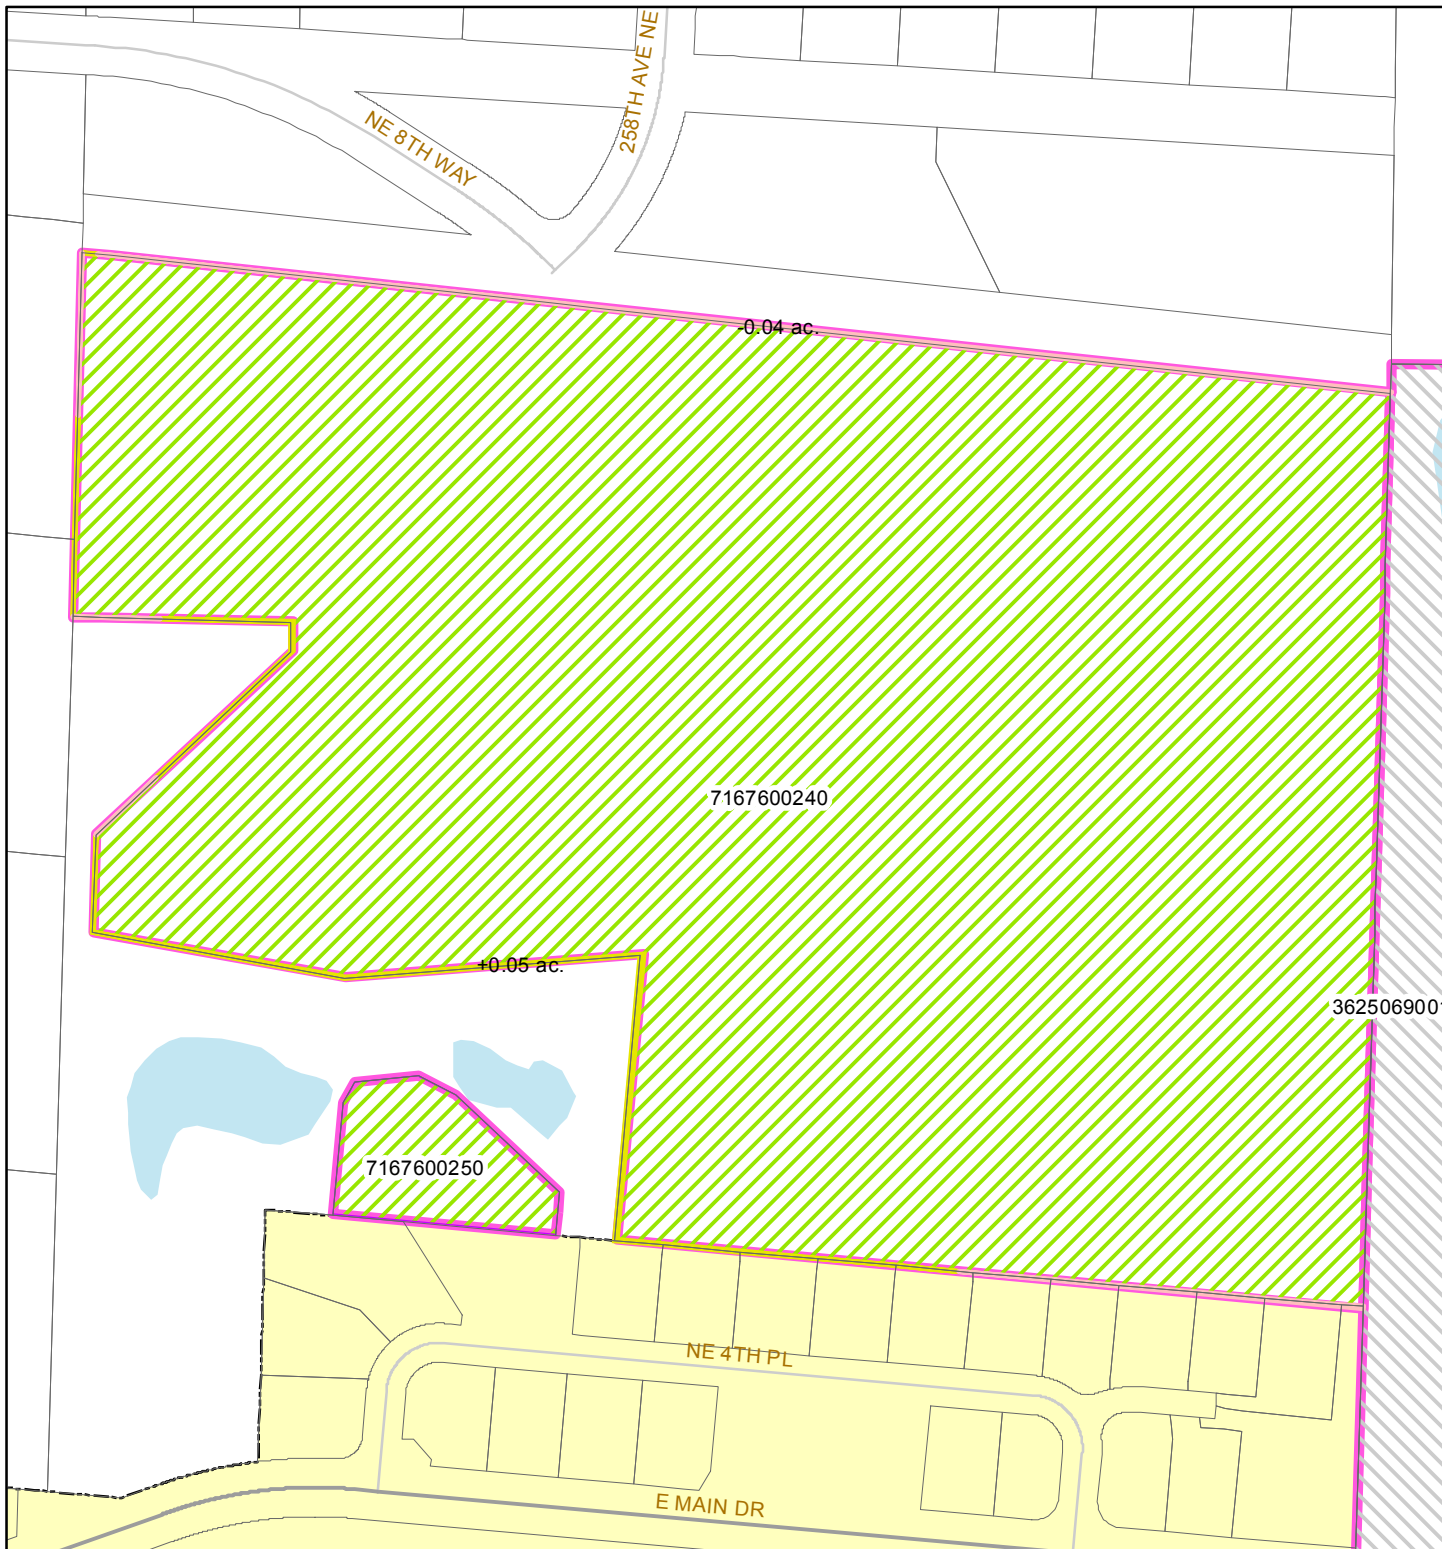 258TH AVE NE
NE 8TH WAY
-0.04 ac.
7167600240
+0.05 ac.
7167600250
NE 4TH PL
E MAIN DR